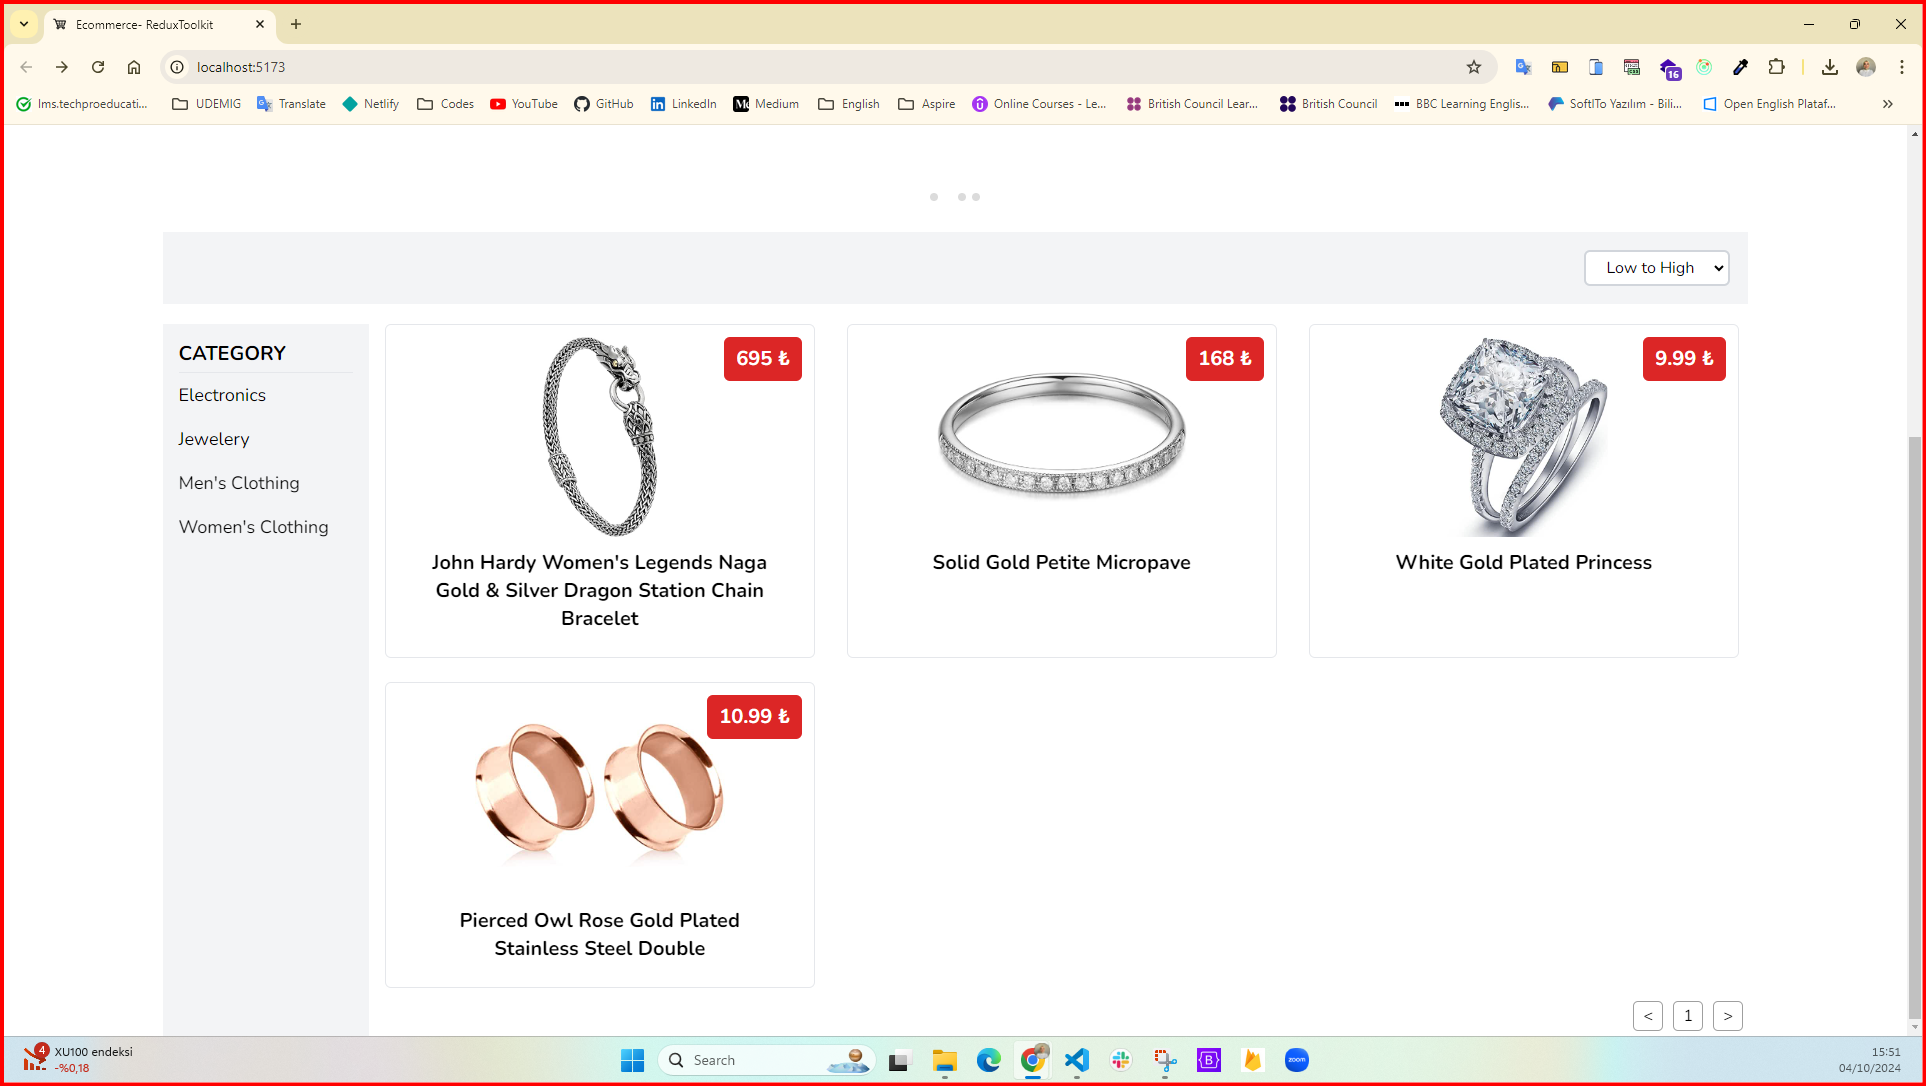 Ecommerce- ReduxToolkit
localhost:5173
16
lms.techproeducati...
UDEMIG
Translate
Netlify
Codes
YouTube
GitHub
LinkedIn
Medium
English
Aspire
Online Courses - Le...
British Council Lear...
British Council
BBC Learning Englis...
SoftITo Yazılım - Bili...
Open English Plataf...
Low to High
CATEGORY
Electronics
Jewelery
Men's Clothing
Women's Clothing
695 ₺
John Hardy Women's Legends Naga
Gold & Silver Dragon Station Chain
Bracelet
168 ₺
Solid Gold Petite Micropave
9.99 ₺
White Gold Plated Princess
10.99 ₺
Pierced Owl Rose Gold Plated
Stainless Steel Double
< 1 >
4
XU100 endeksi
-%0,18
Search
zoom
15:51
04/10/2024